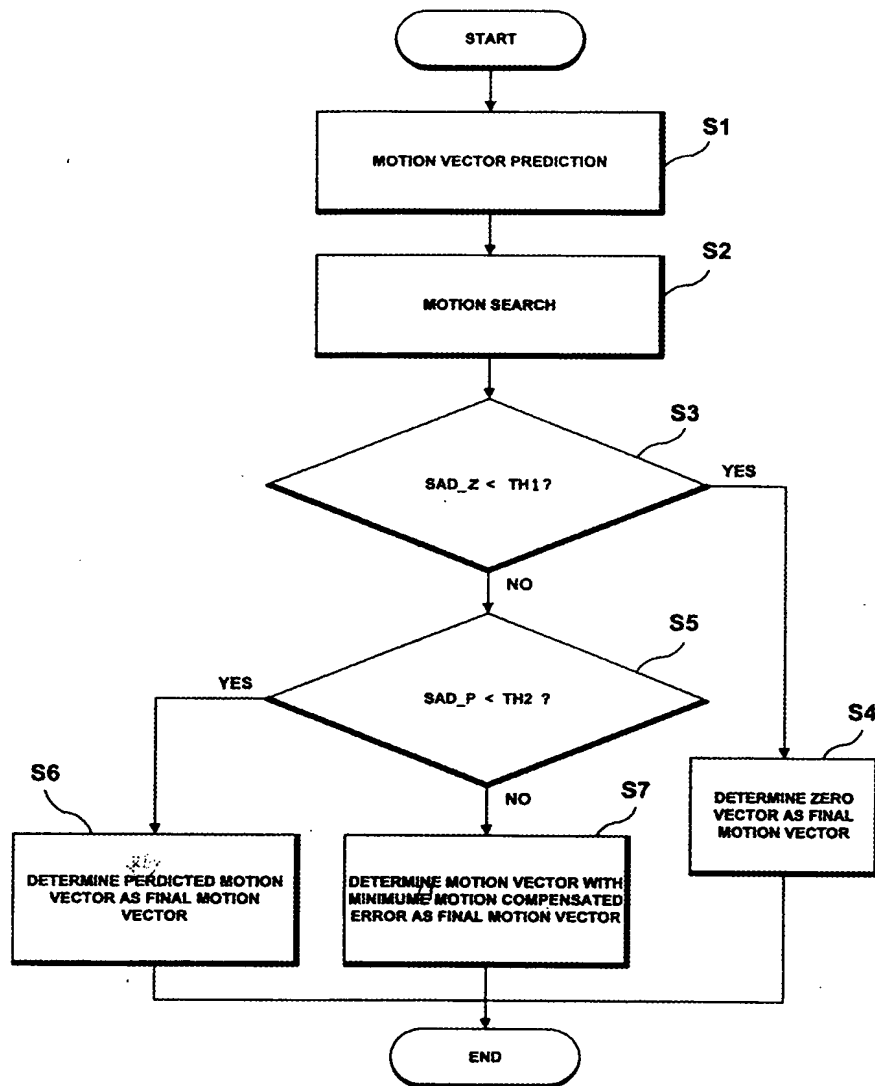 START
S1
MOTION VECTOR PREDICTION
S2
MOTION SEARCH
S3
SAD_Z < TH1?
YES
NO
S5
SAD_P < TH2 ?
YES
NO
S4
DETERMINE ZERO
VECTOR AS FINAL
MOTION VECTOR
S6
DETERMINE PERDICTED MOTION
VECTOR AS FINAL MOTION
VECTOR
S7
DETERMINE MOTION VECTOR WITH
MINIMUME MOTION COMPENSATED
ERROR AS FINAL MOTION VECTOR
END